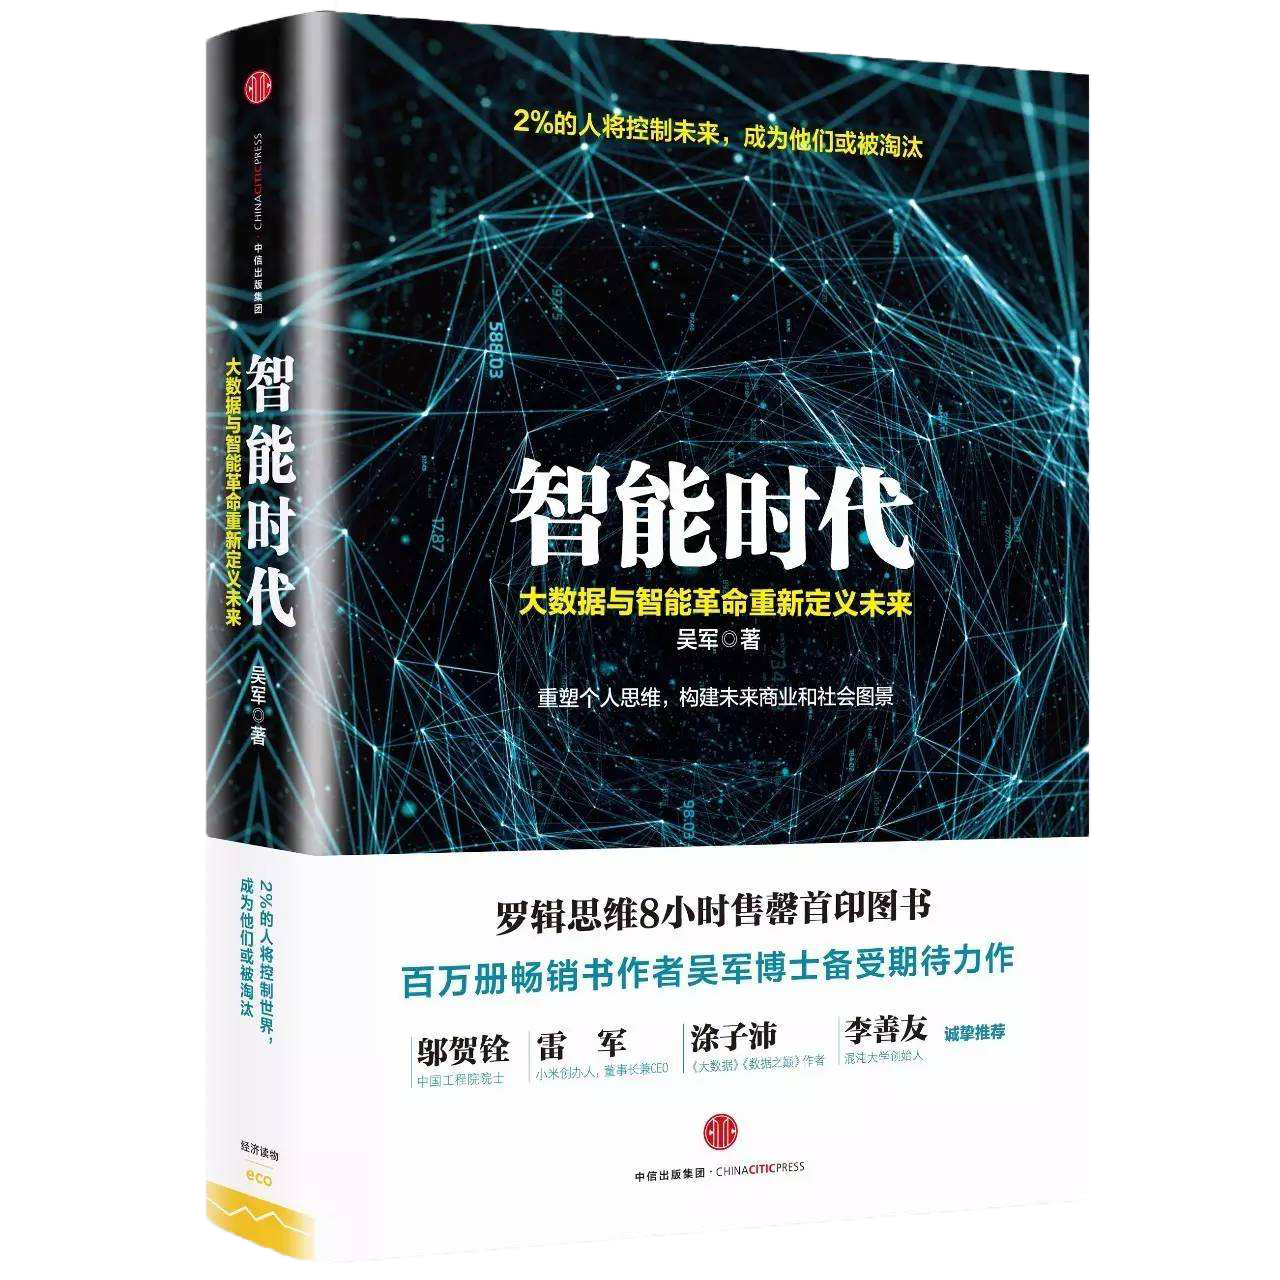 CHINACITICPRESS · 中信出版集团
智能时代
大数据与智能革命重新定义未来
吴军◎著
2%的人将控制世界，
成为他们或被淘汰
经济读物
eco
2%的人将控制未来，成为他们或被淘汰
588.03
17.87
智能时代
大数据与智能革命重新定义未来
吴军◎著
重塑个人思维，构建未来商业和社会图景
98.03
罗辑思维8小时售罄首印图书
百万册畅销书作者吴军博士备受期待力作
邬贺铨
中国工程院院士
雷 军
小米创办人，董事长兼CEO
涂子沛
《大数据》《数据之巅》作者
李善友
混沌大学创始人
诚挚推荐
中信出版集团 · CHINACITICPRESS